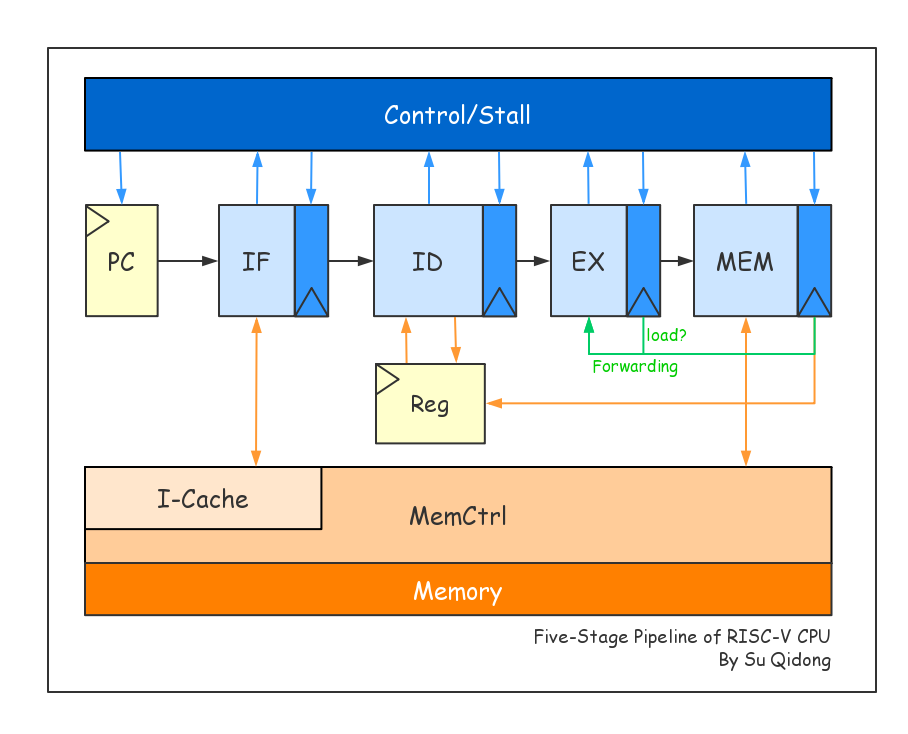 Control/Stall
PC
IF
ID
EX
MEM
load?
Forwarding
Reg
I-Cache
MemCtrl
Memory
Five-Stage Pipeline of RISC-V CPU
By Su Qidong